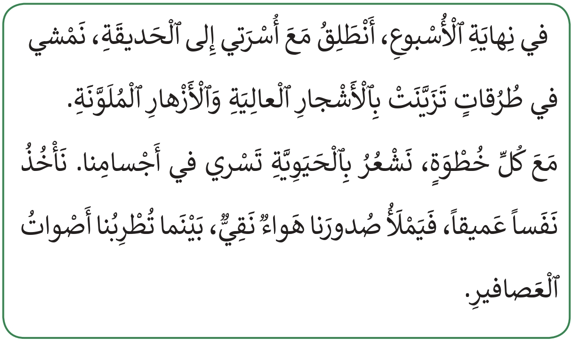 في نِهايَةِ ٱلْأُسْبوعِ، أَنْطَلِقُ مَعَ أُسْرَتي إِلى ٱلْحَديقَةِ، نَمْشي
في طُرُقاتٍ تَزَيَّنَتْ بِٱلْأَشْجارِ ٱلْعالِيَةِ وَٱلْأَزْهارِ ٱلْمُلَوَّنَةِ.
مَعَ كُلِّ خُطْوَةٍ، نَشْعُرُ بِٱلْحَيَوِيَّةِ تَسْري في أَجْسامِنا. نَأْخُذُ
نَفَساً عَميقاً، فَيَمْلَأُ صُدورَنا هَواءٌ نَقِيٌّ، بَيْنَما تُطْرِبُنا أَصْواتُ
ٱلْعَصافيرِ.